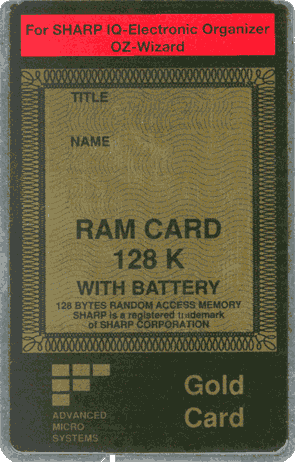 For SHARP IQ-Electronic Organizer
OZ-Wizard
TITLE
NAME
RAM CARD
128 K
WITH BATTERY
128 BYTES RANDOM ACCESS MEMORY
SHARP is a registered trademark
of SHARP CORPORATION
Gold
Card
ADVANCED
MICRO
SYSTEMS